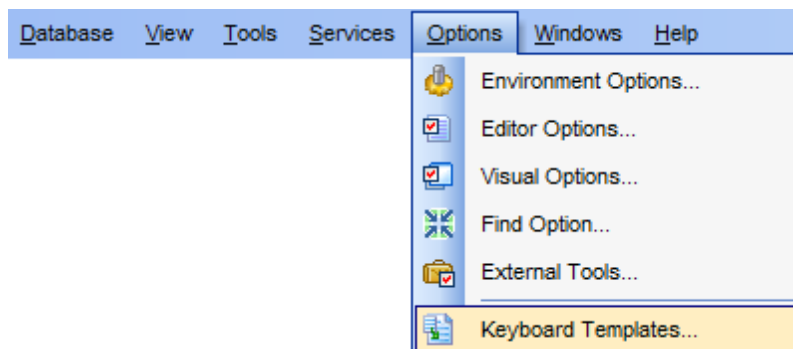 Database View Tools Services Options Windows Help
Environment Options...
Editor Options...
Visual Options...
Find Option...
External Tools...
Keyboard Templates...